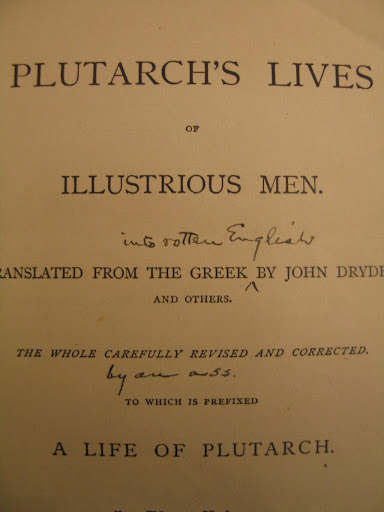 PLUTARCH'S LIVES
OF
ILLUSTRIOUS MEN.
into rotten English
RANSLATED FROM THE GREEK ^ BY JOHN DRYDE
AND OTHERS.
THE WHOLE CAREFULLY REVISED AND CORRECTED.
by an ass.
TO WHICH IS PREFIXED
A LIFE OF PLUTARCH.